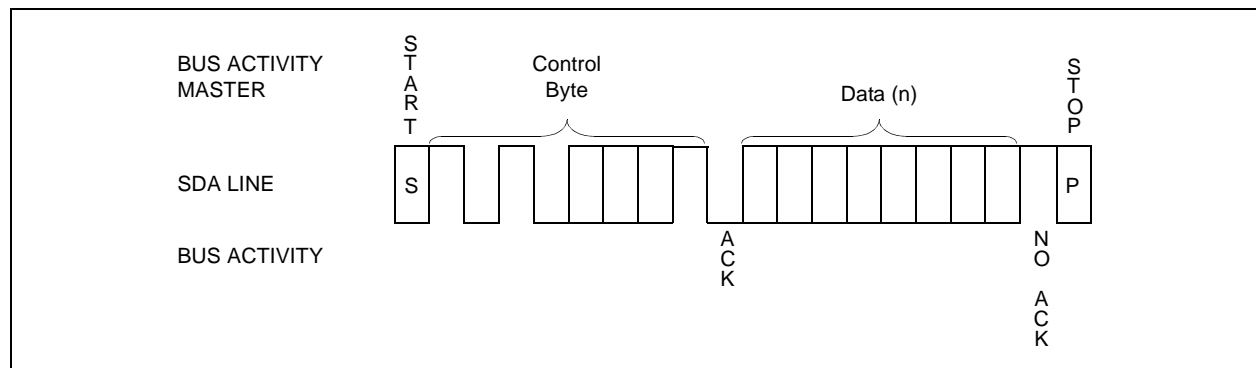 BUS ACTIVITY
MASTER
START
Control
Byte
Data (n)
STOP
SDA LINE
S
P
BUS ACTIVITY
ACK
NO ACK